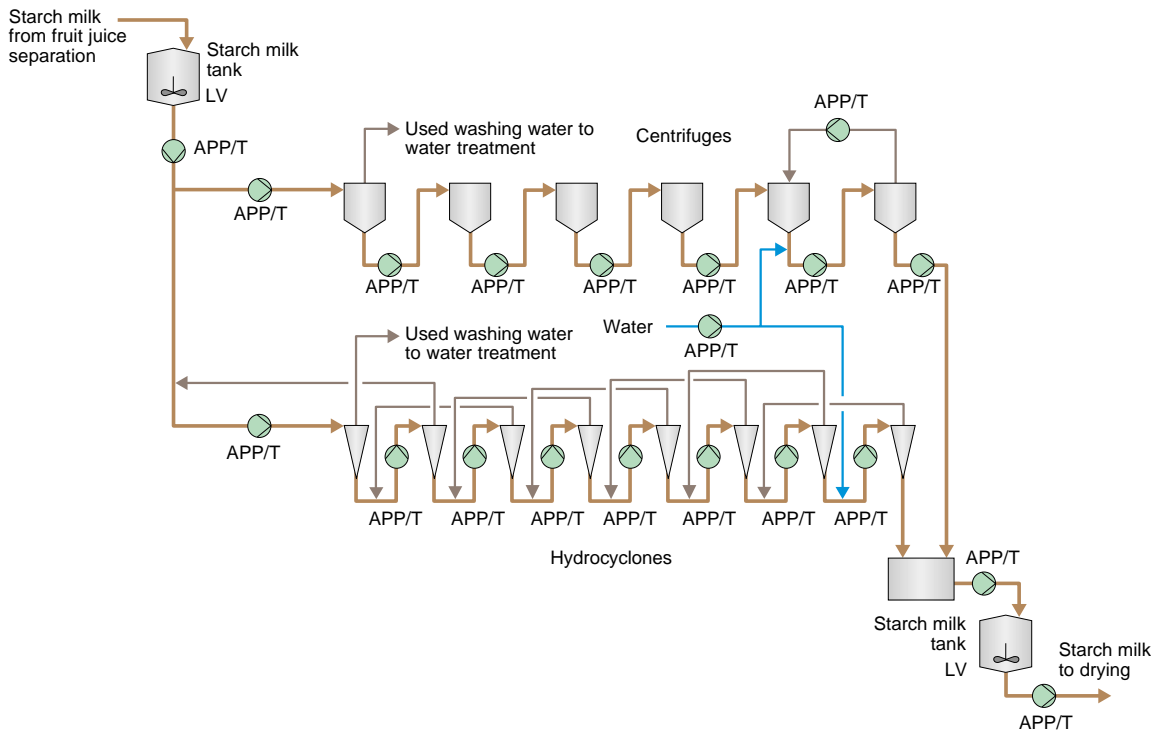 Starch milk
from fruit juice
separation
Starch milk
tank
LV
APP/T
APP/T
Used washing water to
water treatment
Centrifuges
APP/T
APP/T
APP/T
APP/T
APP/T
APP/T
APP/T
Water
APP/T
Used washing water
to water treatment
APP/T
APP/T
APP/T
APP/T
APP/T
APP/T
APP/T
APP/T
Hydrocyclones
APP/T
Starch milk
tank
LV
Starch milk
to drying
APP/T